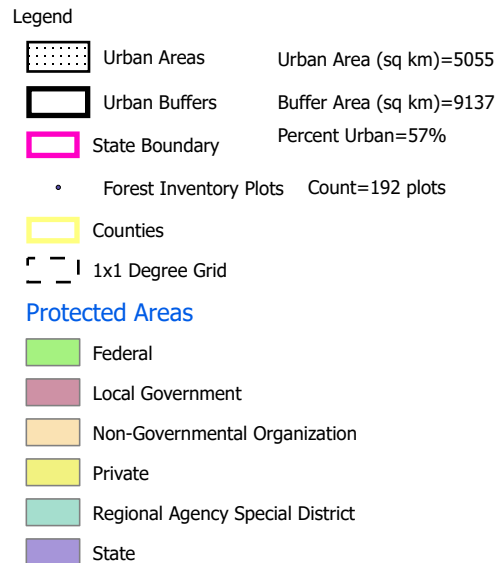 Legend
Urban Areas Urban Area (sq km)=5055
Urban Buffers Buffer Area (sq km)=9137
State Boundary Percent Urban=57%
Forest Inventory Plots Count=192 plots
Counties
1x1 Degree Grid
Protected Areas
Federal
Local Government
Non-Governmental Organization
Private
Regional Agency Special District
State